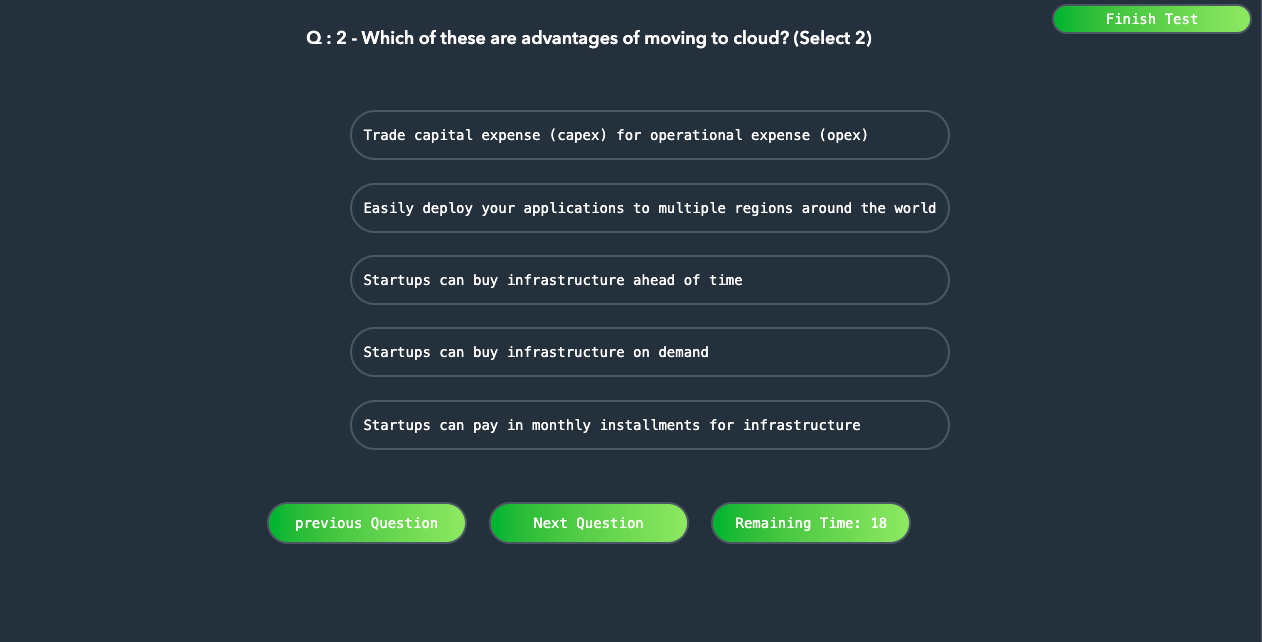 Finish Test
Q : 2 - Which of these are advantages of moving to cloud? (Select 2)
Trade capital expense (capex) for operational expense (opex)
Easily deploy your applications to multiple regions around the world
Startups can buy infrastructure ahead of time
Startups can buy infrastructure on demand
Startups can pay in monthly installments for infrastructure
previous Question
Next Question
Remaining Time: 18